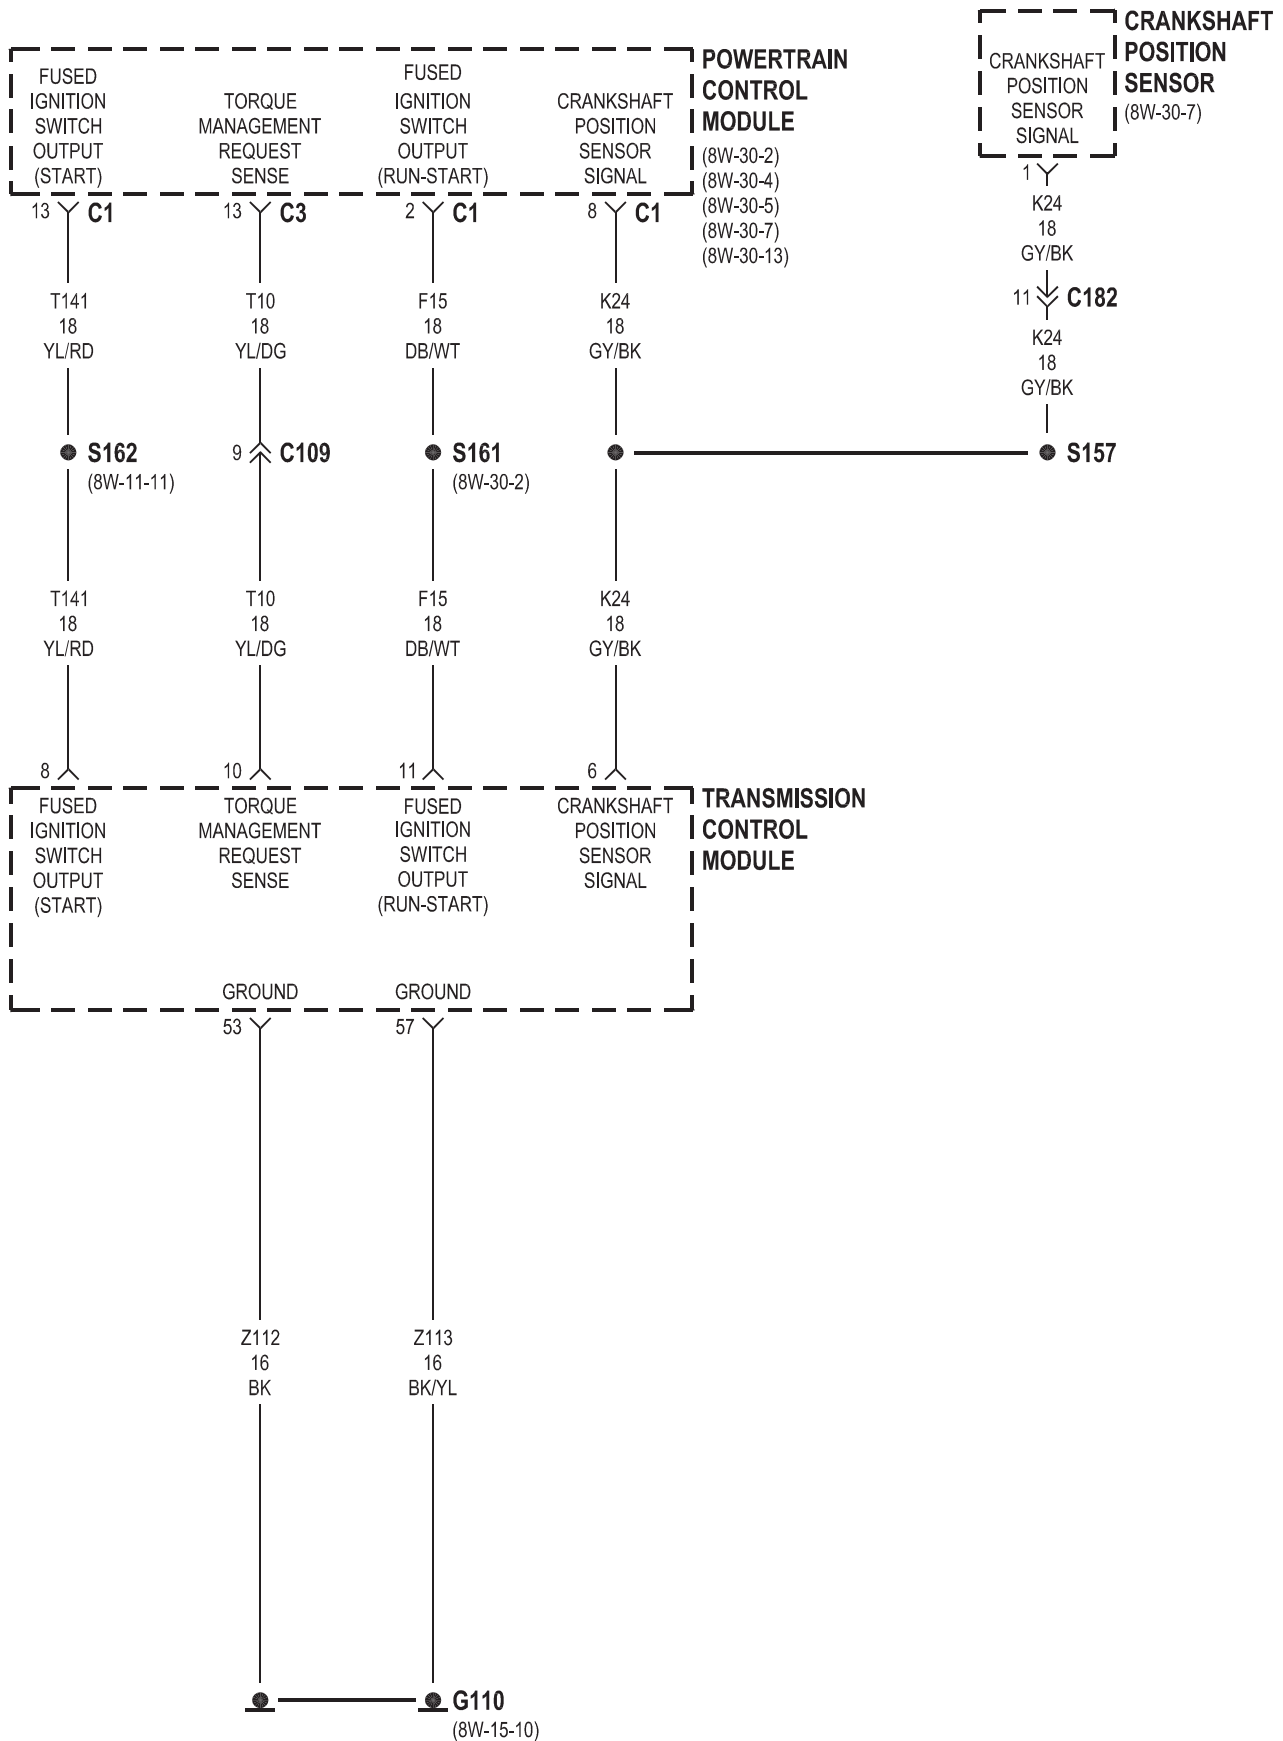 CRANKSHAFT
POSITION
SENSOR
(8W-30-7)
CRANKSHAFT
POSITION
SENSOR
SIGNAL
POWERTRAIN
CONTROL
MODULE
(8W-30-2)
(8W-30-4)
(8W-30-5)
(8W-30-7)
(8W-30-13)
FUSED
IGNITION
SWITCH
OUTPUT
(START)
TORQUE
MANAGEMENT
REQUEST
SENSE
FUSED
IGNITION
SWITCH
OUTPUT
(RUN-START)
CRANKSHAFT
POSITION
SENSOR
SIGNAL
1
K24
18
GY/BK
11 C182
K24
18
GY/BK
13 C1
13 C3
2 C1
8 C1
T141
18
YL/RD
T10
18
YL/DG
F15
18
DB/WT
K24
18
GY/BK
S162
(8W-11-11)
9 C109
S161
(8W-30-2)
S157
T141
18
YL/RD
T10
18
YL/DG
F15
18
DB/WT
K24
18
GY/BK
8
10
11
6
TRANSMISSION
CONTROL
MODULE
FUSED
IGNITION
SWITCH
OUTPUT
(START)
TORQUE
MANAGEMENT
REQUEST
SENSE
FUSED
IGNITION
SWITCH
OUTPUT
(RUN-START)
CRANKSHAFT
POSITION
SENSOR
SIGNAL
GROUND
GROUND
53
57
Z112
16
BK
Z113
16
BK/YL
G110
(8W-15-10)